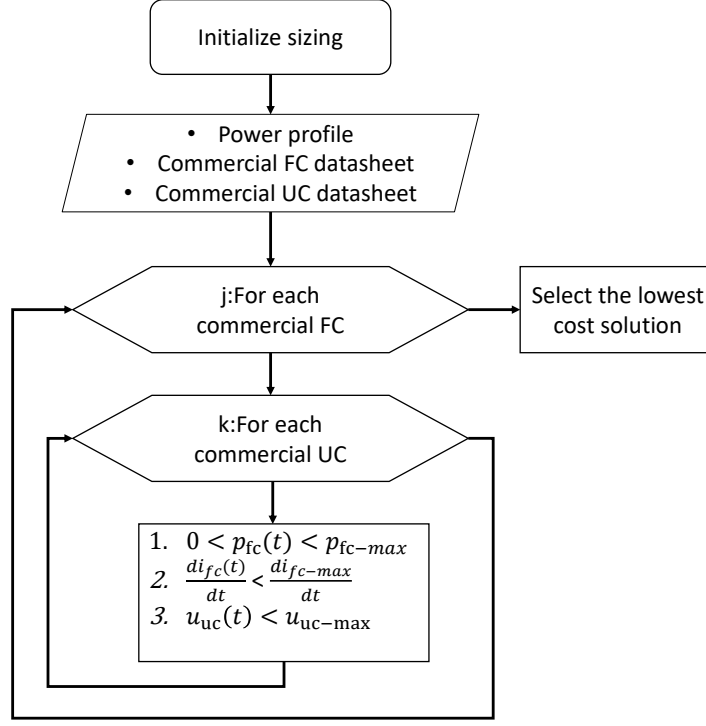 Initialize sizing
• Power profile
• Commercial FC datasheet
• Commercial UC datasheet
j:For each
commercial FC
Select the lowest
cost solution
k:For each
commercial UC
1. 0 < p_fc(t) < p_fc−max
2. di_fc(t)/dt < di_fc−max/dt
3. u_uc(t) < u_uc−max